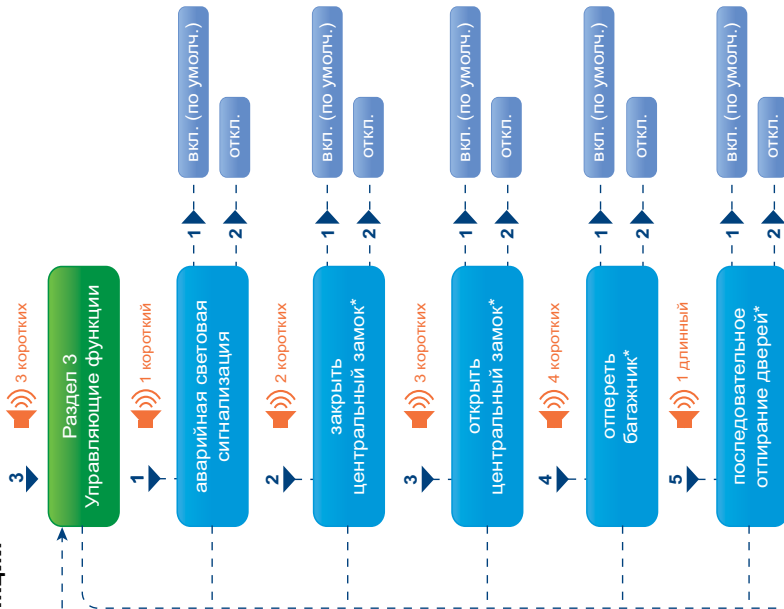 3
3 коротких
Раздел 3
Управляющие функции
1
1 короткий
аварийная световая
сигнализация
1
вкл. (по умолч.)
2
откл.
2
2 коротких
закрыть
центральный замок*
1
вкл. (по умолч.)
2
откл.
3
3 коротких
открыть
центральный замок*
1
вкл. (по умолч.)
2
откл.
4
4 коротких
отпереть
багажник*
1
вкл. (по умолч.)
2
откл.
5
1 длинный
последовательное
отпирание дверей*
1
вкл. (по умолч.)
2
откл.